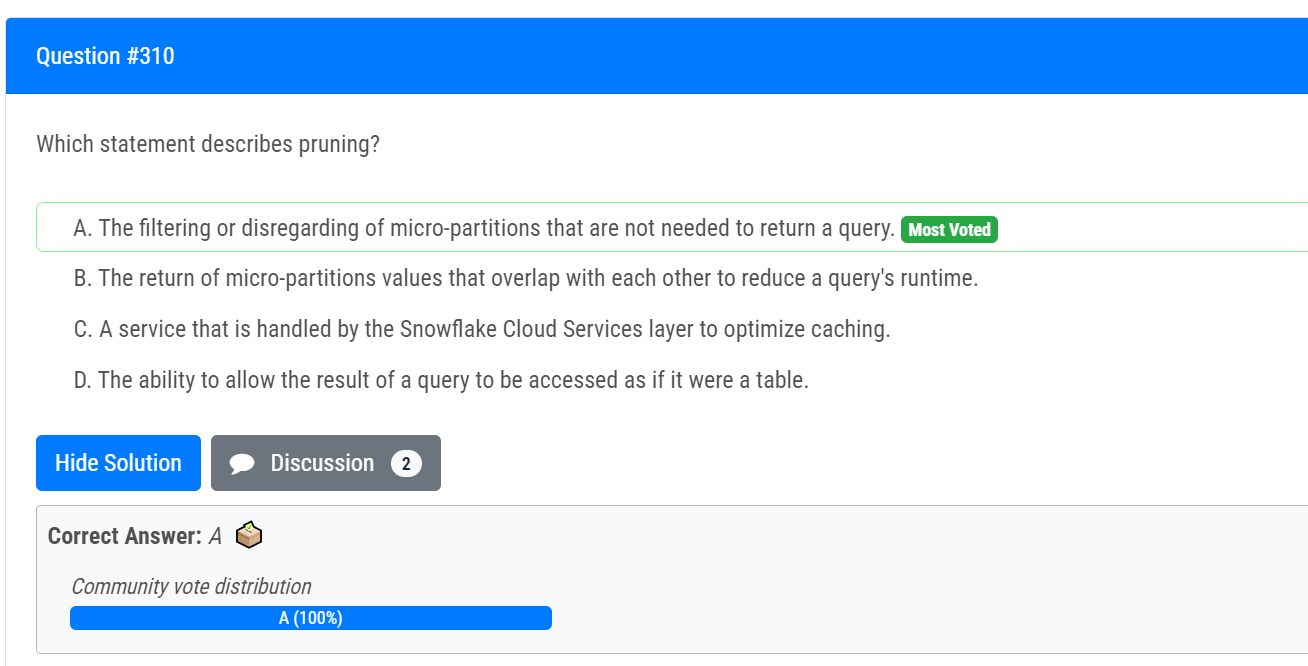 Question #310
Which statement describes pruning?
A. The filtering or disregarding of micro-partitions that are not needed to return a query. Most Voted
B. The return of micro-partitions values that overlap with each other to reduce a query's runtime.
C. A service that is handled by the Snowflake Cloud Services layer to optimize caching.
D. The ability to allow the result of a query to be accessed as if it were a table.
Hide Solution Discussion 2
Correct Answer: A
Community vote distribution
A (100%)